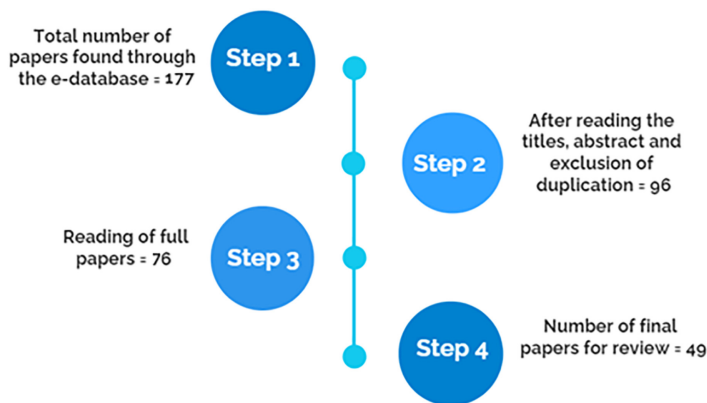 Total number of
papers found through
the e-database = 177
Step 1
Step 2
After reading the
titles, abstract and
exclusion of
duplication = 96
Reading of full
papers = 76
Step 3
Step 4
Number of final
papers for review = 49